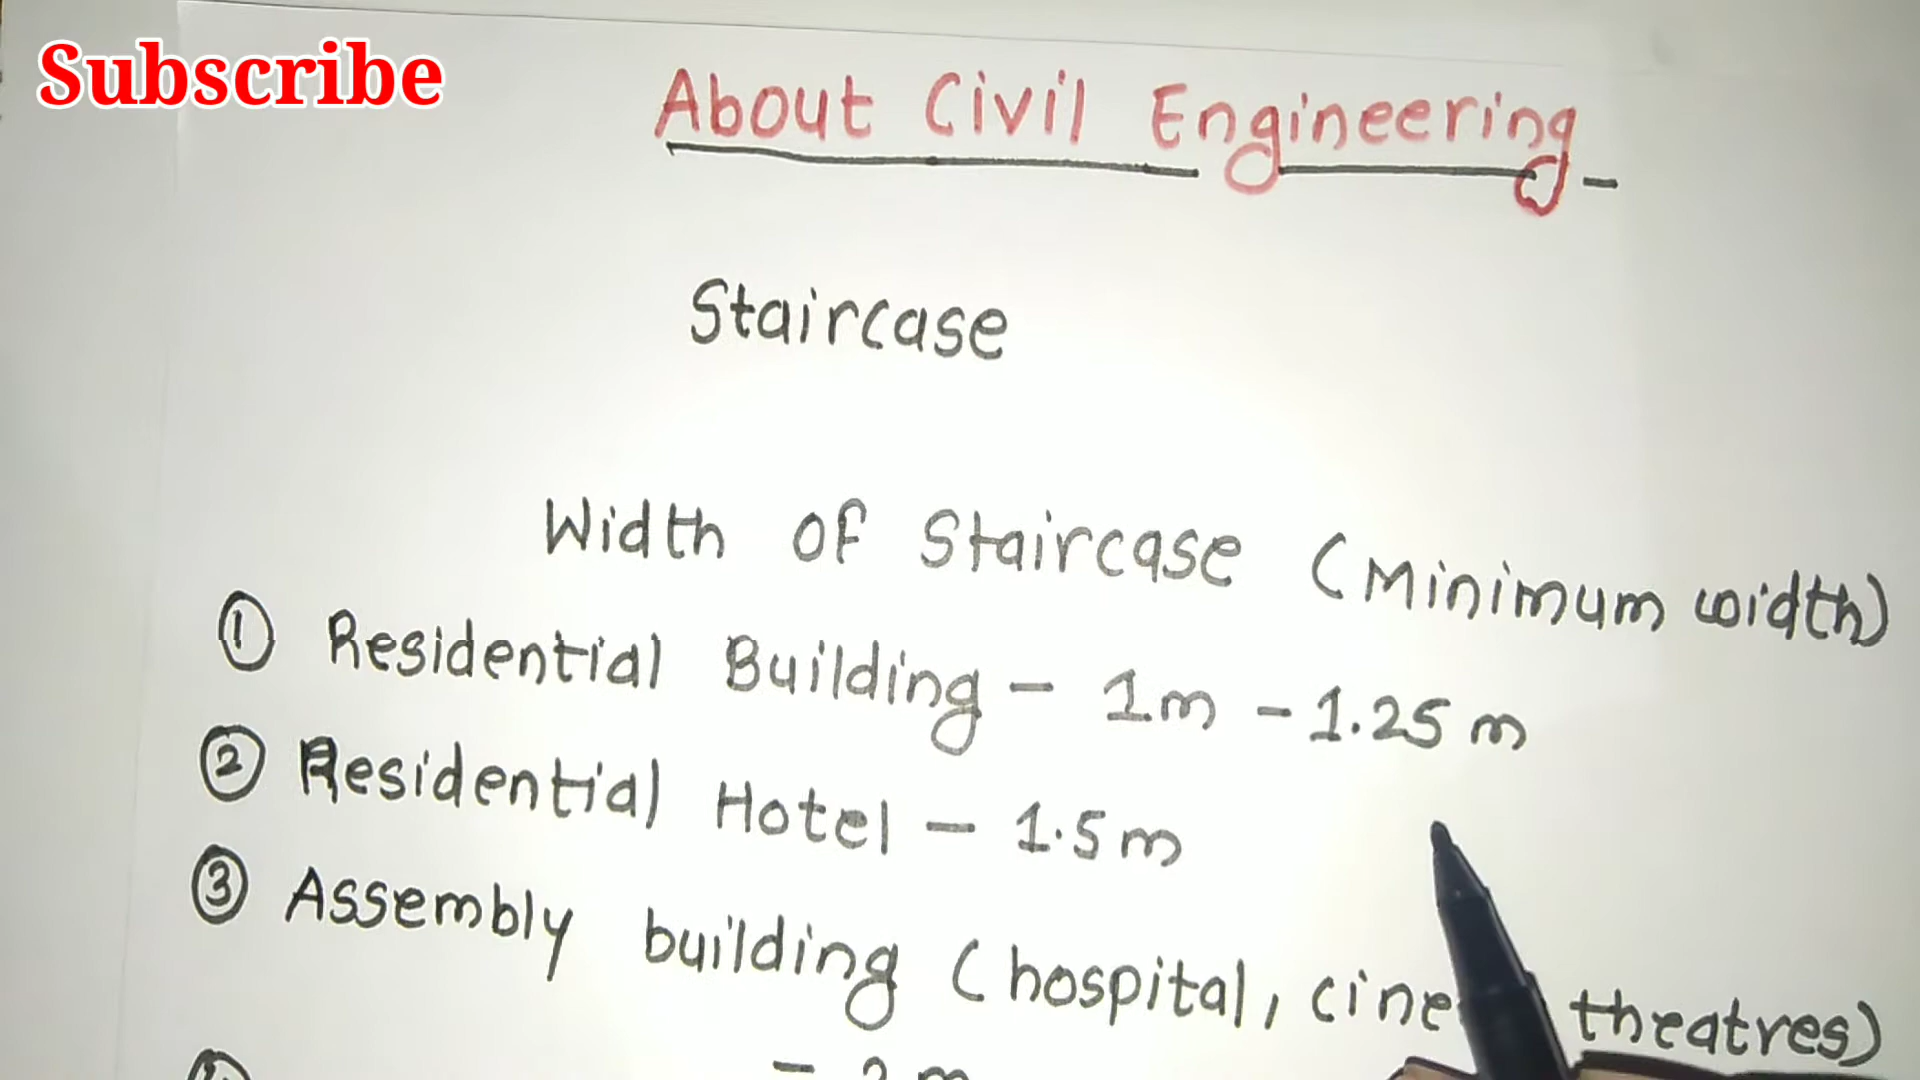 Subscribe
About Civil Engineering -
Staircase
Width of Staircase (Minimum width)
① Residential Building - 1m - 1.25 m
② Residential Hotel - 1.5 m
③ Assembly building (hospital, theatres)